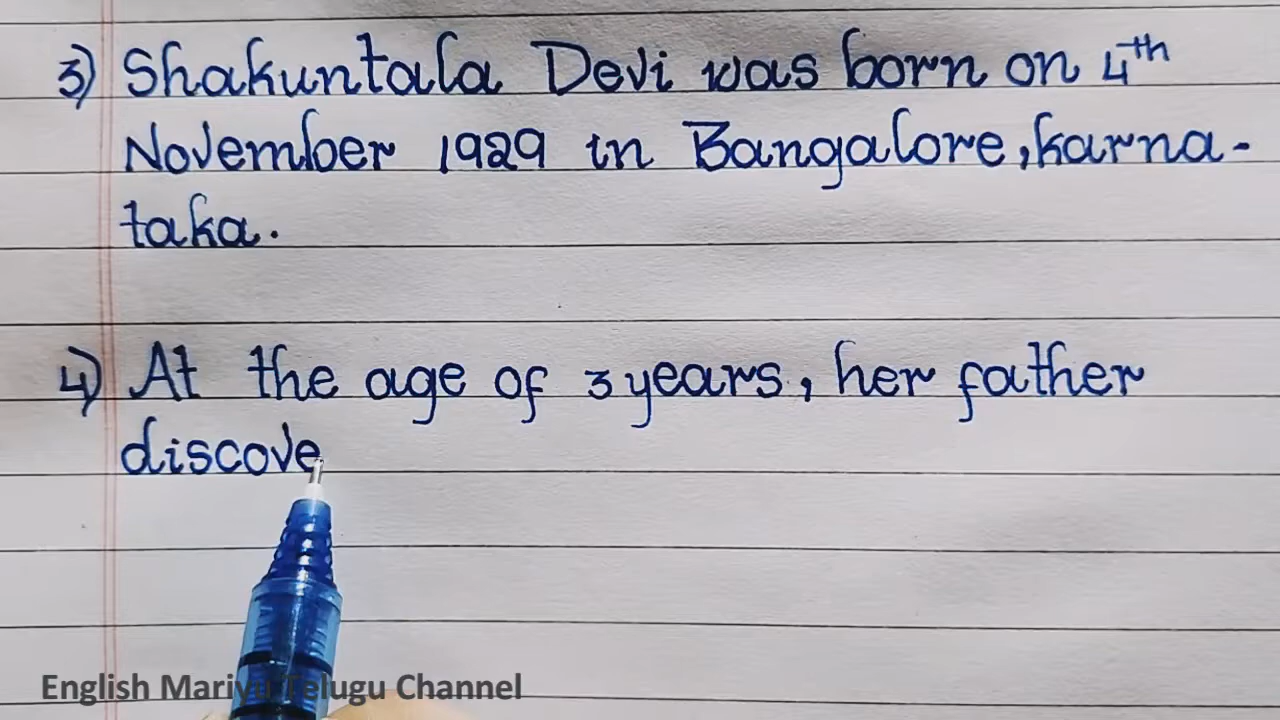 3) Shakuntala Devi was born on 4th
November 1929 in Bangalore, karna-
taka.
4) At the age of 3 years, her father
discove
English Mariyu Telugu Channel